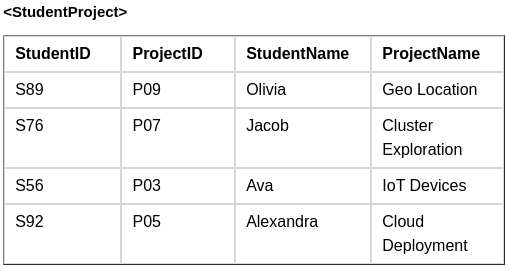 <StudentProject>
StudentID ProjectID StudentName ProjectName
S89 P09 Olivia Geo Location
S76 P07 Jacob Cluster
Exploration
S56 P03 Ava IoT Devices
S92 P05 Alexandra Cloud
Deployment